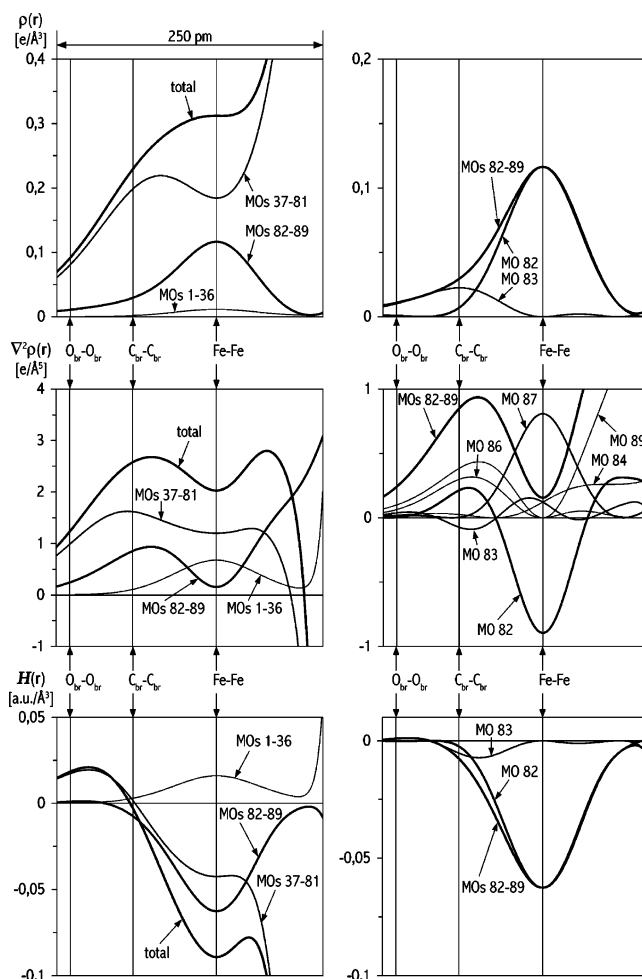 ρ(r)
[e/Å³]
250 pm
0,4
0,3
0,2
0,1
0
total
MOs 37-81
MOs 82-89
MOs 1-36
0,2
0,1
0
MOs 82-89
MO 82
MO 83
∇²ρ(r)
[e/Å⁵]
O_br-O_br
C_br-C_br
Fe-Fe
O_br-O_br
C_br-C_br
Fe-Fe
4
3
2
1
0
-1
total
MOs 37-81
MOs 82-89
MOs 1-36
1
0
-1
MOs 82-89
MO 87
MO 89
MO 86
MO 84
MO 83
MO 82
H(r)
[a.u./Å³]
O_br-O_br
C_br-C_br
Fe-Fe
O_br-O_br
C_br-C_br
Fe-Fe
0,05
0
-0,05
-0,1
MOs 1-36
MOs 82-89
MOs 37-81
total
0
-0,05
-0,1
MO 83
MO 82
MOs 82-89